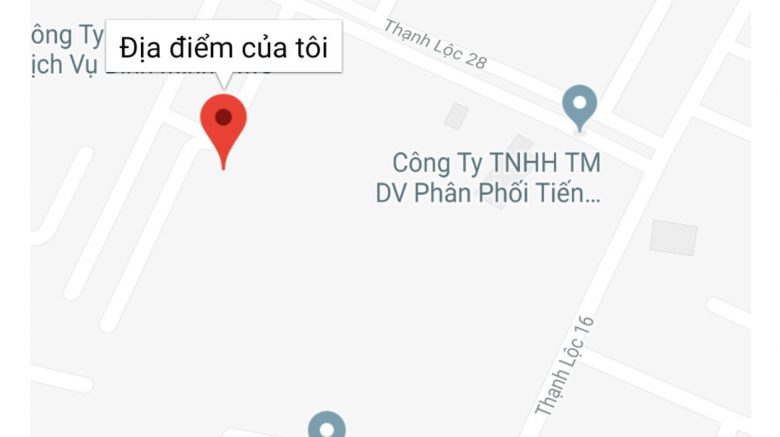 Thạnh Lộc 28
ông Ty
Địa điểm của tôi
ịch Vụ
Công Ty TNHH TM
DV Phân Phối Tiến...
Thạnh Lộc 16